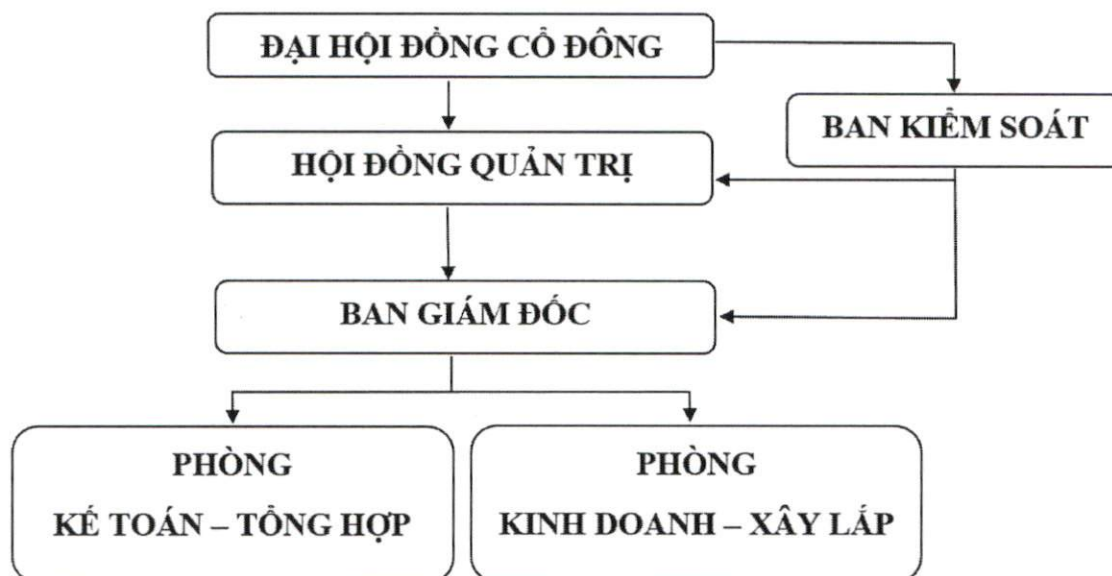 ĐẠI HỘI ĐỒNG CỔ ĐÔNG
BAN KIỂM SOÁT
HỘI ĐỒNG QUẢN TRỊ
BAN GIÁM ĐỐC
PHÒNG
KẾ TOÁN – TỔNG HỢP
PHÒNG
KINH DOANH – XÂY LẮP